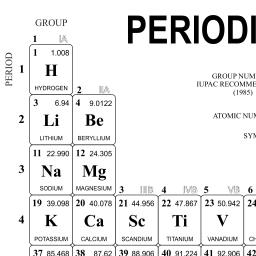 GROUP
PERIODI
PERIOD
1 IA
1 1.008
1 H
HYDROGEN
2 IIA
GROUP NUM
IUPAC RECOMME
(1985)
3 6.94 4 9.0122
2 Li Be
LITHIUM BERYLLIUM
ATOMIC NUM
SYM
11 22.990 12 24.305
3 Na Mg
SODIUM MAGNESIUM
3 IIIB 4 IVB 5 VB 6
19 39.098 20 40.078 21 44.956 22 47.867 23 50.942 24
4 K Ca Sc Ti V
POTASSIUM CALCIUM SCANDIUM TITANIUM VANADIUM CH
37 85.468 38 87.62 39 88.906 40 91.224 41 92.906 42